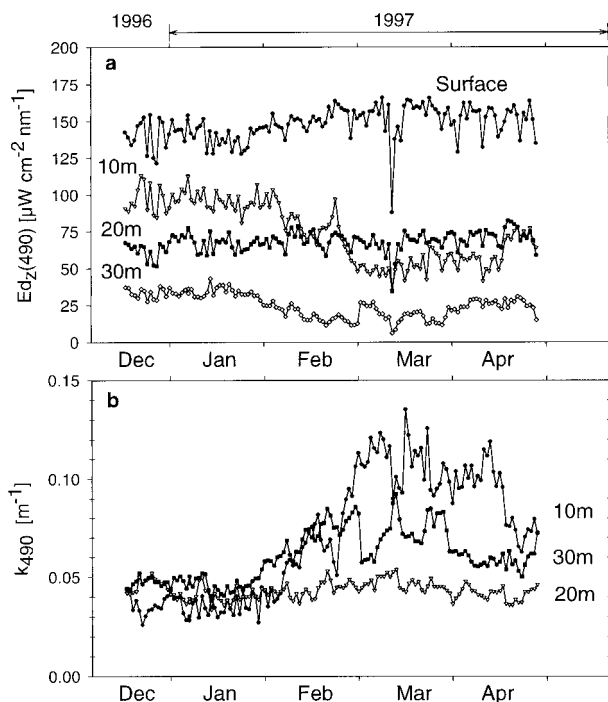 1996 1997
200
a
Surface
175
150
125
10m
100
75
20m
50
30m
25
0
Ed_Z(490) [µW cm⁻² nm⁻¹]
Dec Jan Feb Mar Apr
0.15
b
0.10
10m
30m
0.05
20m
0.00
k₄₉₀ [m⁻¹]
Dec Jan Feb Mar Apr